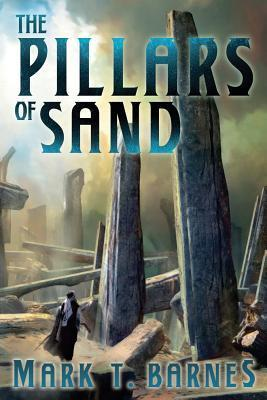 THE
PILLARS
OF SAND
MARK T. BARNES